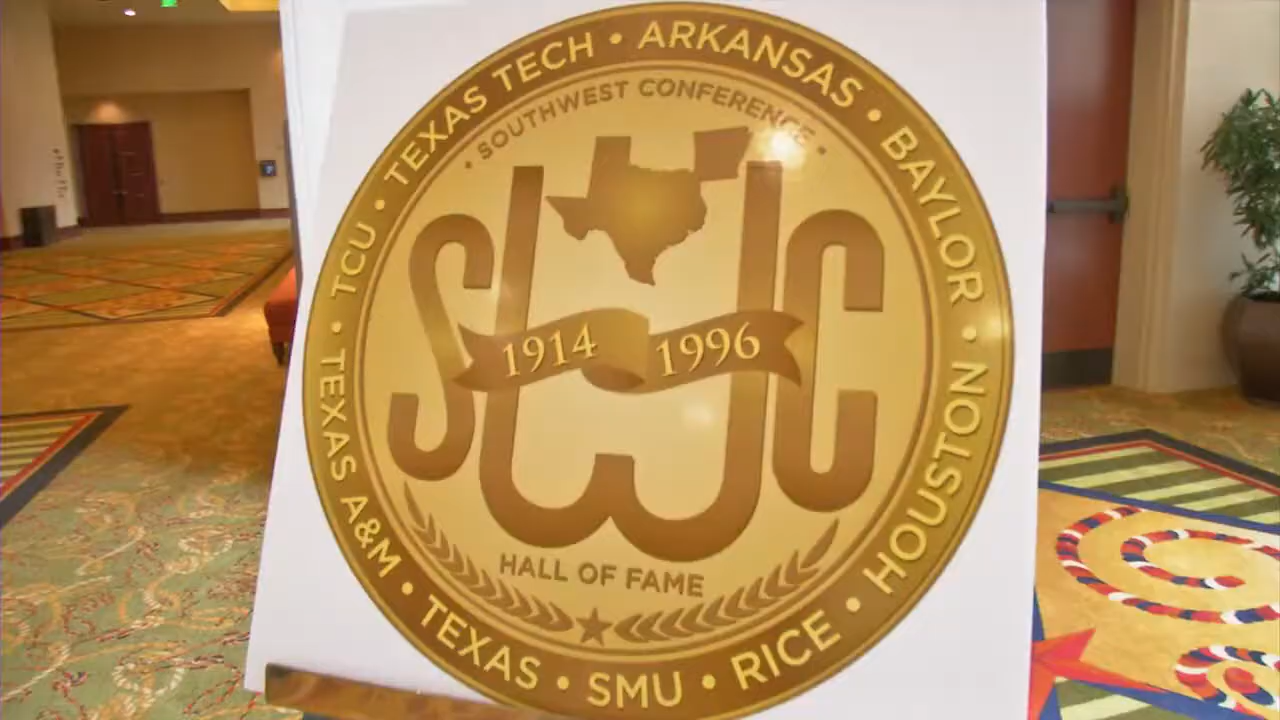 TEXAS TECH • ARKANSAS • BAYLOR • HOUSTON • RICE • SMU • TEXAS • TEXAS A&M • TCU •
• SOUTHWEST CONFERENCE •
SWC
1914 1996
HALL OF FAME